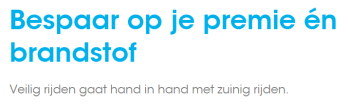 Bespaar op je premie én
brandstof
Veilig rijden gaat hand in hand met zuinig rijden.